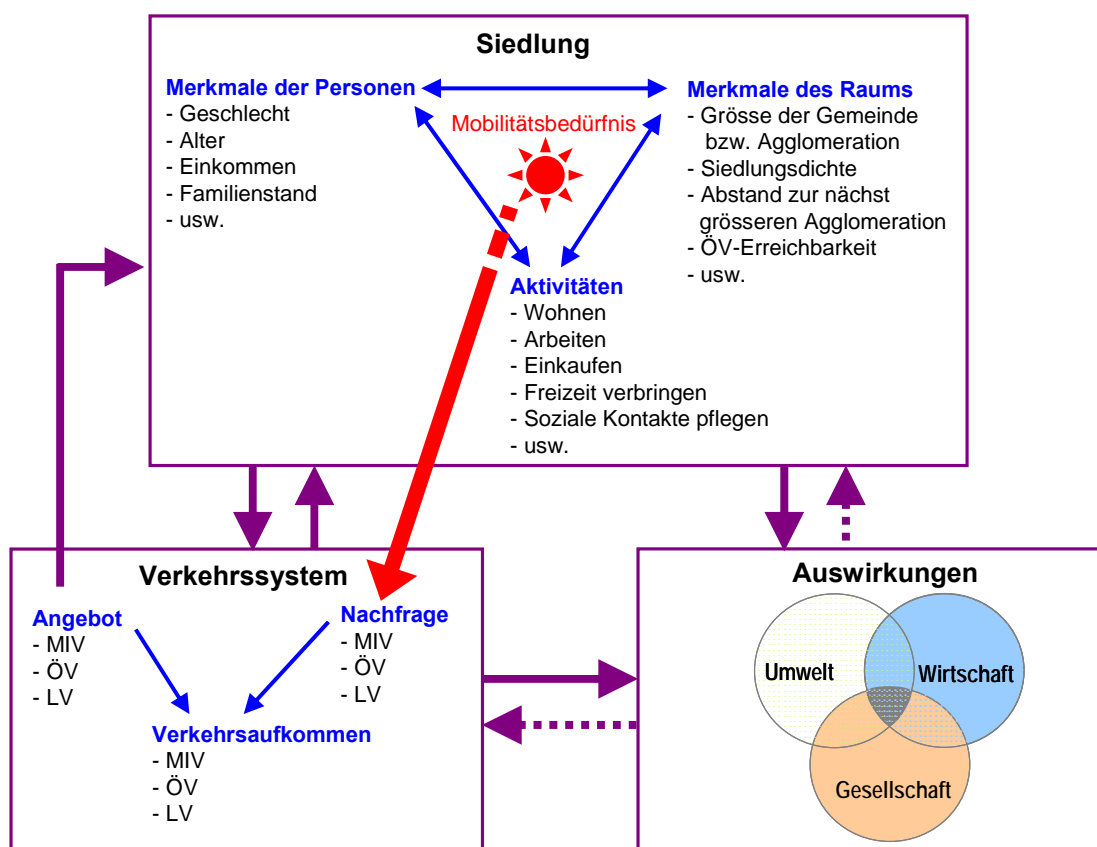 Siedlung
Merkmale der Personen
- Geschlecht
- Alter
- Einkommen
- Familienstand
- usw.
Mobilitätsbedürfnis
Merkmale des Raums
- Grösse der Gemeinde
bzw. Agglomeration
- Siedlungsdichte
- Abstand zur nächst
grösseren Agglomeration
- ÖV-Erreichbarkeit
- usw.
Aktivitäten
- Wohnen
- Arbeiten
- Einkaufen
- Freizeit verbringen
- Soziale Kontakte pflegen
- usw.
Verkehrssystem
Angebot
- MIV
- ÖV
- LV
Nachfrage
- MIV
- ÖV
- LV
Verkehrsaufkommen
- MIV
- ÖV
- LV
Auswirkungen
Umwelt
Wirtschaft
Gesellschaft